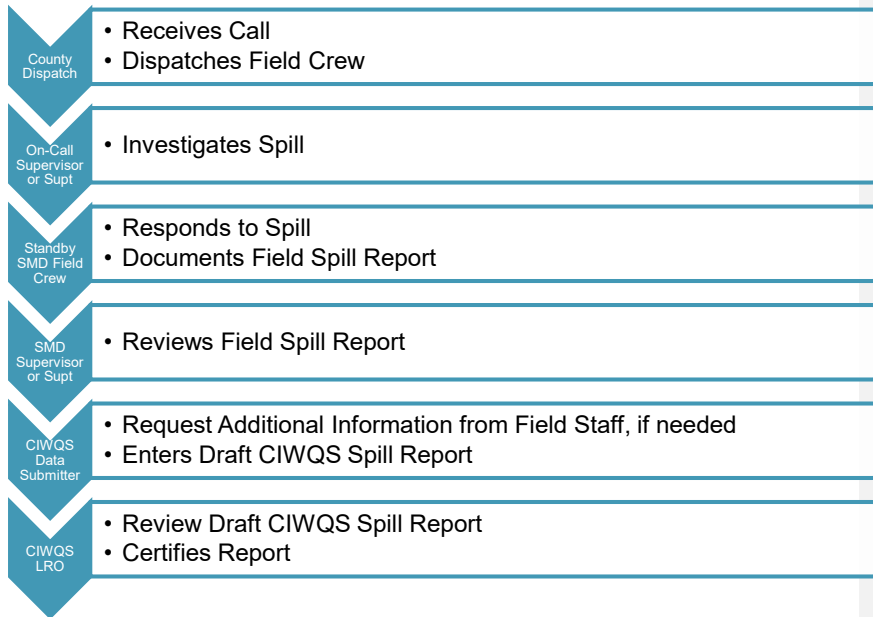 County
Dispatch
• Receives Call
• Dispatches Field Crew
On-Call
Supervisor
or Supt
• Investigates Spill
Standby
SMD Field
Crew
• Responds to Spill
• Documents Field Spill Report
SMD
Supervisor
or Supt
• Reviews Field Spill Report
CIWQS
Data
Submitter
• Request Additional Information from Field Staff, if needed
• Enters Draft CIWQS Spill Report
CIWQS
LRO
• Review Draft CIWQS Spill Report
• Certifies Report